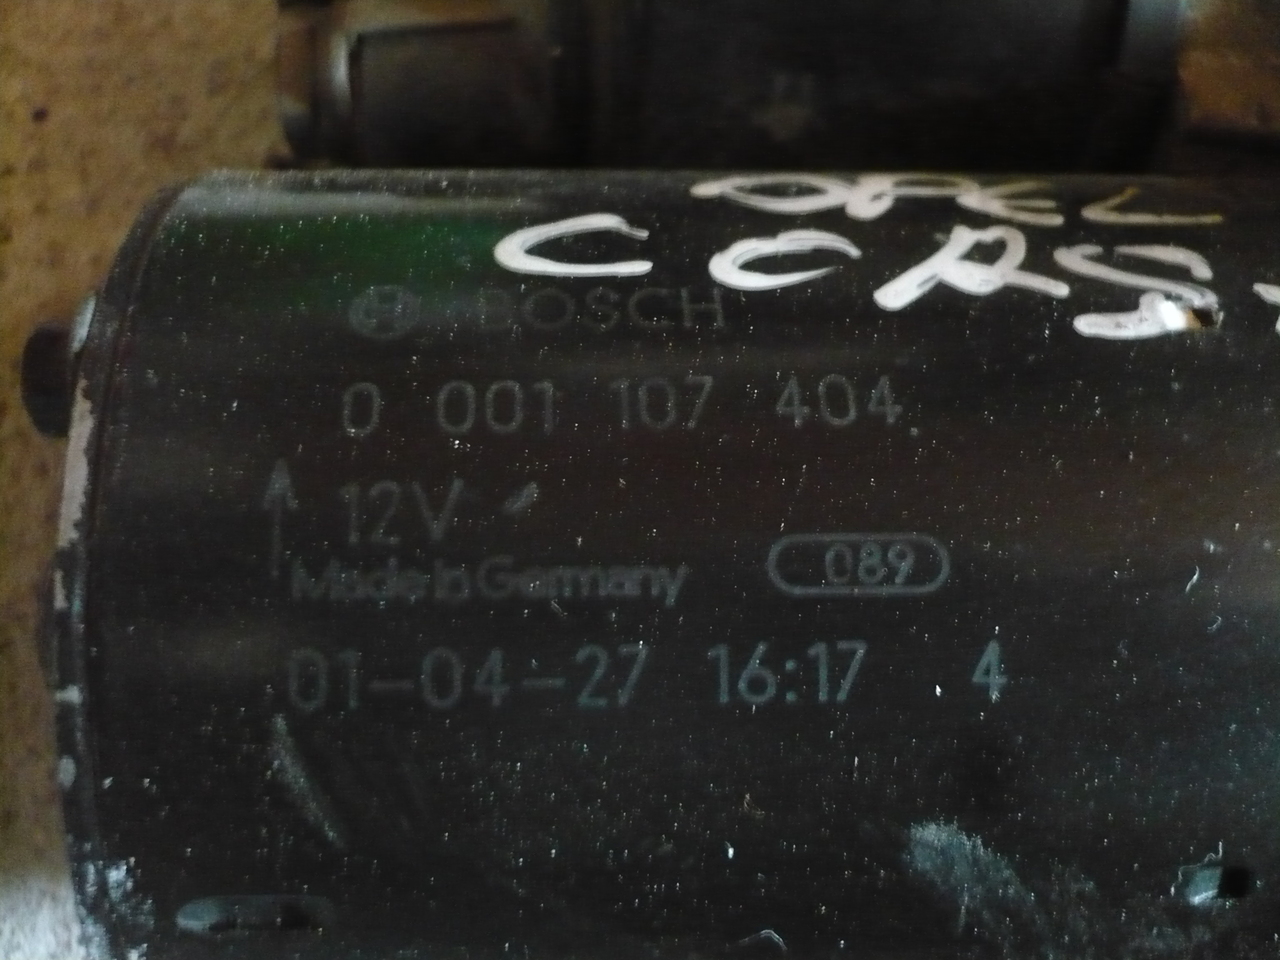 OPEL
CORS
BOSCH
0 001 107 404
12V
Made in Germany
089
01-04-27 16:17 4